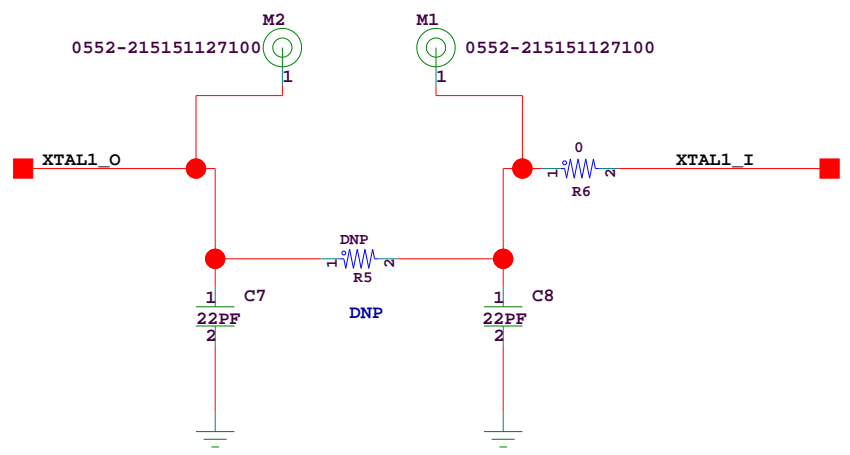 M2
M1
0552-215151127100
0552-215151127100
1
1
XTAL1_O
0
XTAL1_I
1
2
R6
DNP
1
2
R5
1
C7
1
C8
22PF
DNP
22PF
2
2